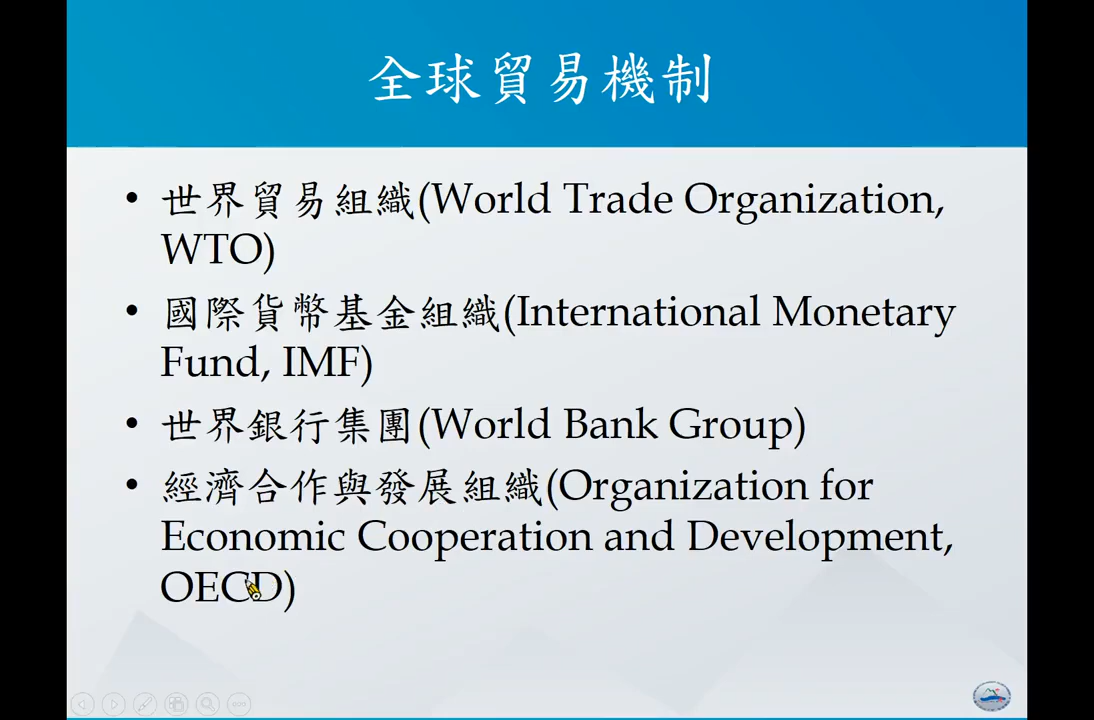 全球貿易機制
• 世界貿易組織(World Trade Organization,
WTO)
• 國際貨幣基金組織(International Monetary
Fund, IMF)
• 世界銀行集團(World Bank Group)
• 經濟合作與發展組織(Organization for
Economic Cooperation and Development,
OECD)